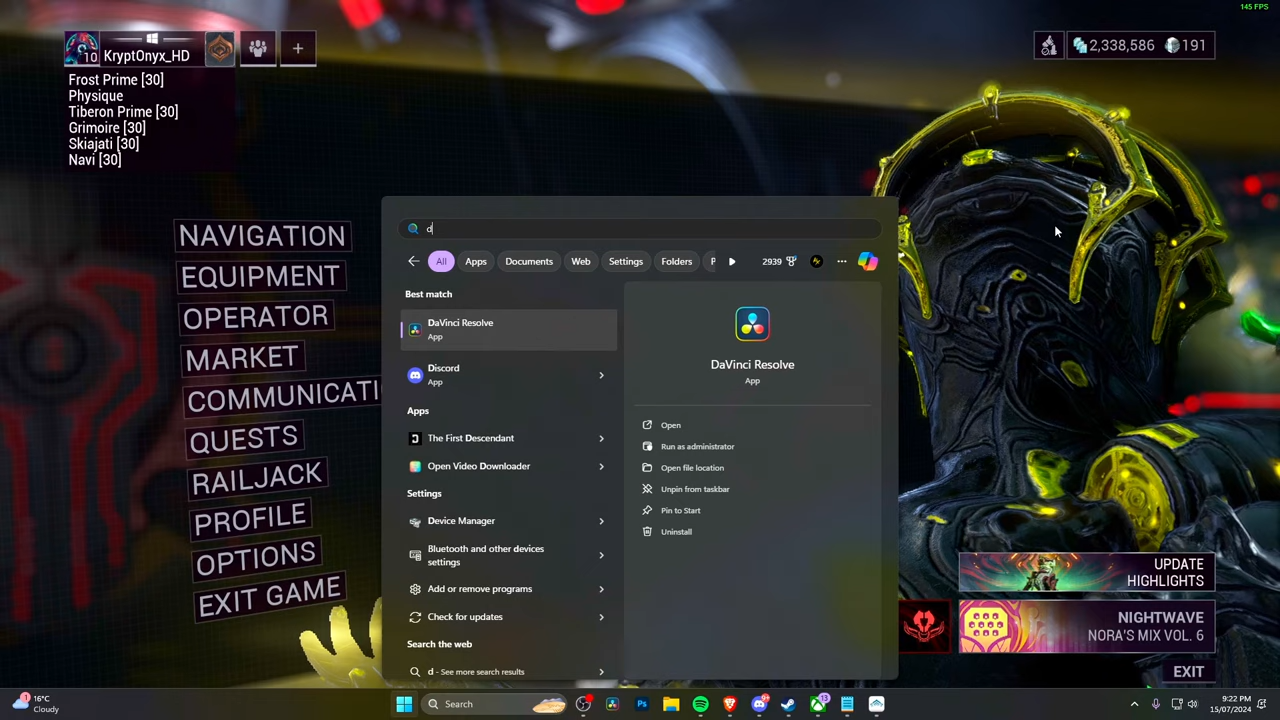 145 FPS
10
KryptOnyx_HD
+
2,338,586
191
Frost Prime [30]
Physique
Tiberon Prime [30]
Grimoire [30]
Skiajati [30]
Navi [30]
NAVIGATION
EQUIPMENT
OPERATOR
MARKET
COMMUNICATI
QUESTS
RAILJACK
PROFILE
OPTIONS
EXIT GAME
d
All
Apps
Documents
Web
Settings
Folders
P
2939
Best match
DaVinci Resolve
App
Discord
App
Apps
The First Descendant
Open Video Downloader
Settings
Device Manager
Bluetooth and other devices
settings
Add or remove programs
Check for updates
Search the web
d - See more search results
DaVinci Resolve
App
Open
Run as administrator
Open file location
Unpin from taskbar
Pin to Start
Uninstall
UPDATE
HIGHLIGHTS
NIGHTWAVE
NORA'S MIX VOL. 6
EXIT
1
16°C
Cloudy
Search
Ps
9+
13
9:22 PM
15/07/2024